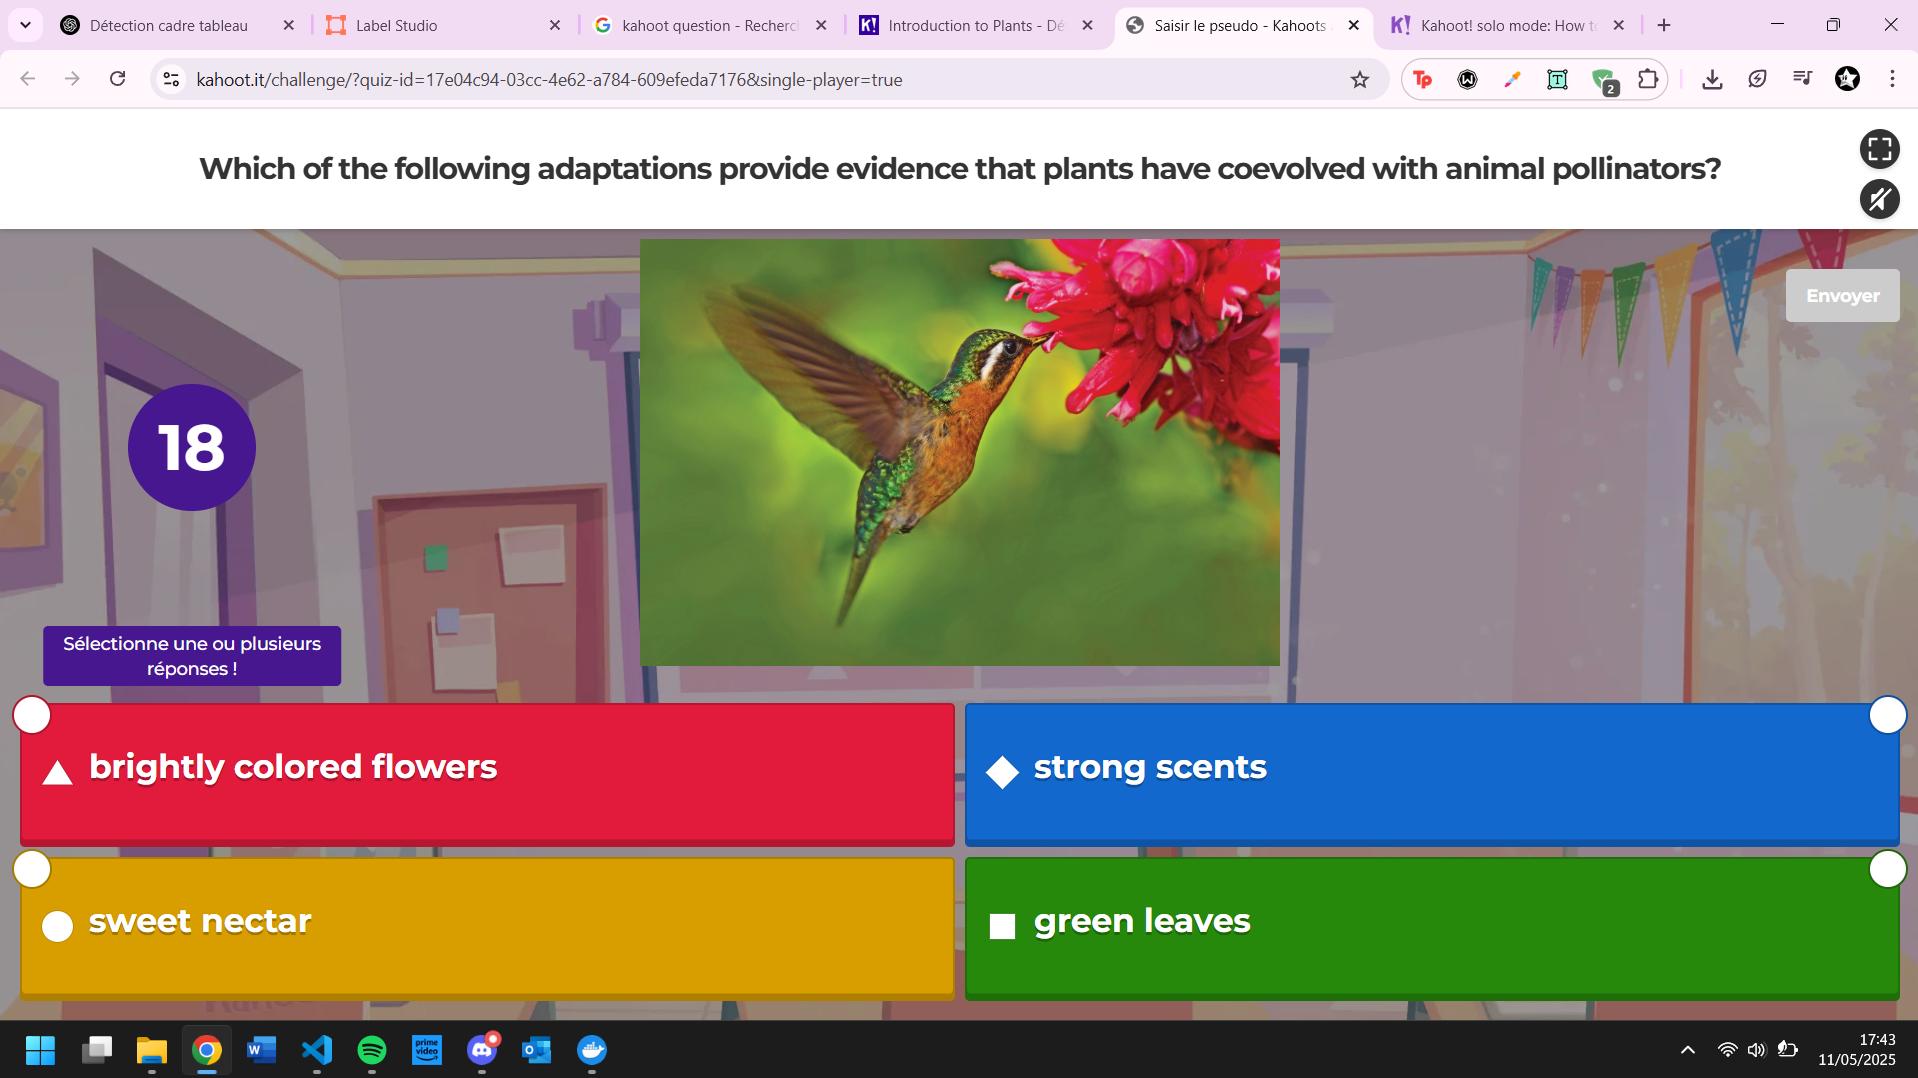 Détection cadre tableau
Label Studio
kahoot question - Recherc
Introduction to Plants - Dé
Saisir le pseudo - Kahoots
Kahoot! solo mode: How t
kahoot.it/challenge/?quiz-id=17e04c94-03cc-4e62-a784-609efeda7176&single-player=true
2
Which of the following adaptations provide evidence that plants have coevolved with animal pollinators?
Envoyer
18
Sélectionne une ou plusieurs
réponses !
brightly colored flowers
strong scents
sweet nectar
green leaves
prime video
17:43
11/05/2025